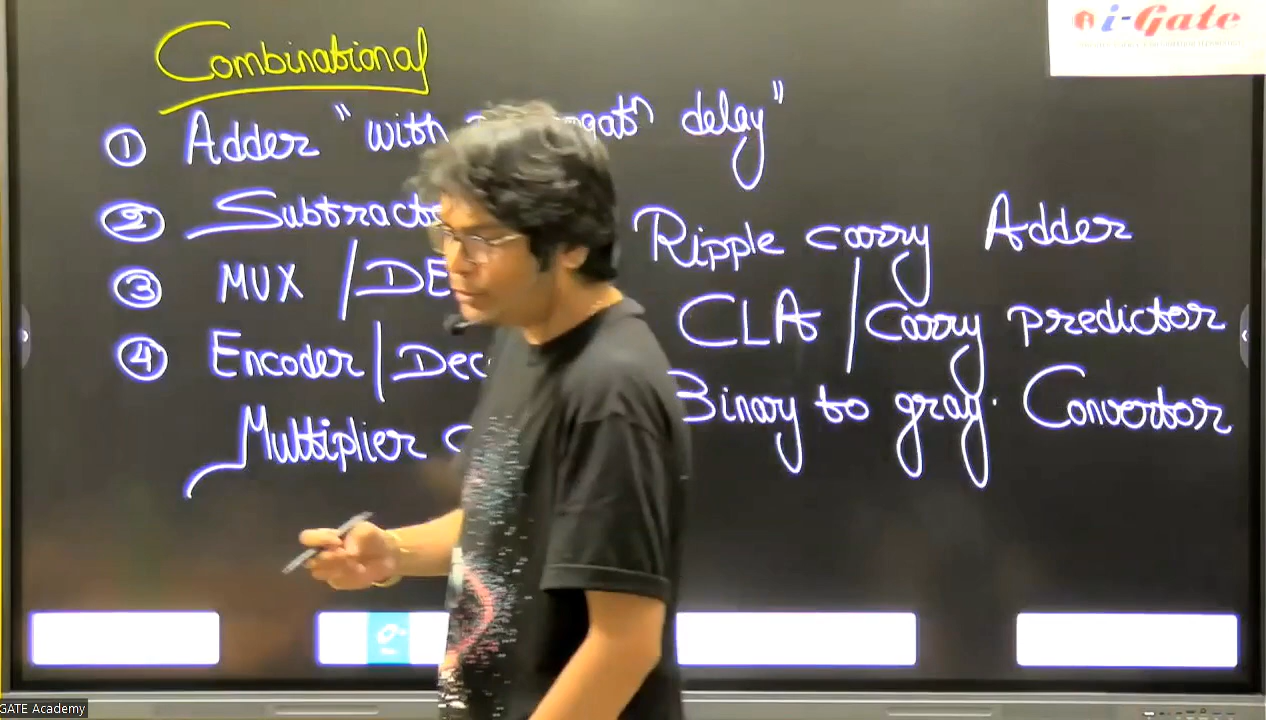 i-Gate
Combinational
① Adder "with delay"
② Subtracto
Ripple carry Adder
③ MUX / DE
CLA / Carry predictor
④ Encoder / Dec
Binary to gray. Convertor
Multiplier C
GATE Academy